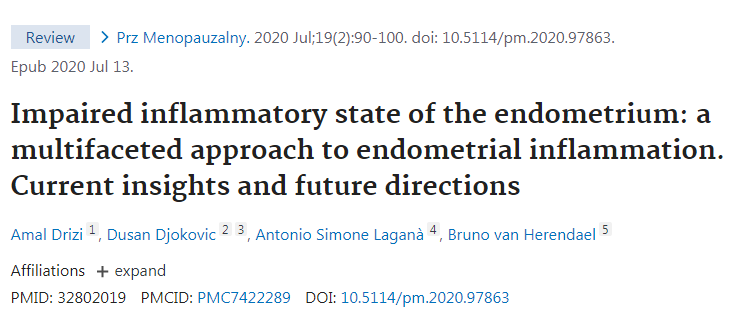 Review Prz Menopauzalny. 2020 Jul;19(2):90-100. doi: 10.5114/pm.2020.97863.
Epub 2020 Jul 13.
Impaired inflammatory state of the endometrium: a
multifaceted approach to endometrial inflammation.
Current insights and future directions
Amal Drizi 1, Dusan Djokovic 2 3, Antonio Simone Laganà 4, Bruno van Herendael 5
Affiliations + expand
PMID: 32802019 PMCID: PMC7422289 DOI: 10.5114/pm.2020.97863